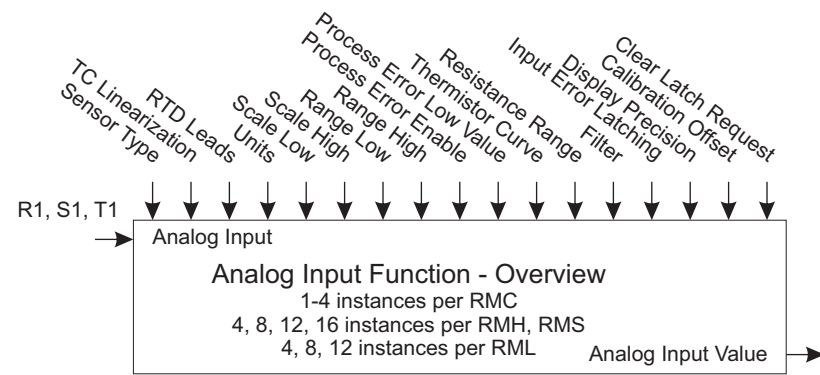 Sensor Type
TC Linearization
RTD Leads
Units
Scale Low
Scale High
Range Low
Range High
Process Error Enable
Process Error Low Value
Thermistor Curve
Resistance Range
Filter
Input Error Latching
Display Precision
Calibration Offset
Clear Latch Request
R1, S1, T1
Analog Input
Analog Input Function - Overview
1-4 instances per RMC
4, 8, 12, 16 instances per RMH, RMS
4, 8, 12 instances per RML
Analog Input Value